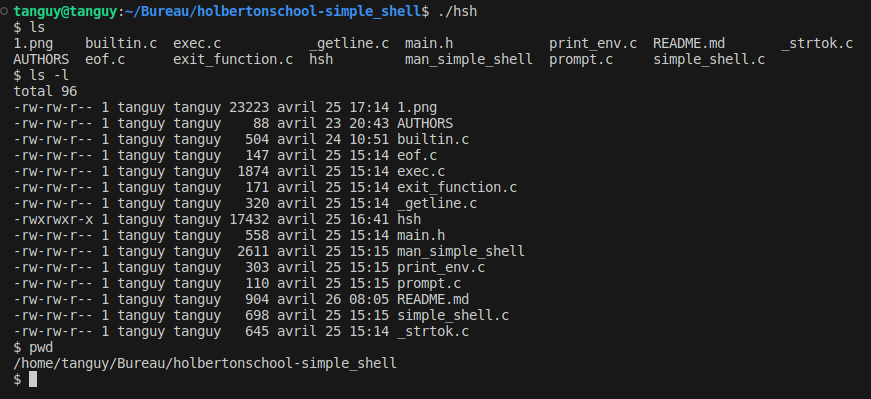 tanguy@tanguy:~/Bureau/holbertonschool-simple_shell$ ./hsh
$ ls
1.png    builtin.c  exec.c           _getline.c  main.h            print_env.c  README.md       _strtok.c
AUTHORS  eof.c      exit_function.c  hsh         man_simple_shell  prompt.c     simple_shell.c
$ ls -l
total 96
-rw-rw-r-- 1 tanguy tanguy 23223 avril 25 17:14 1.png
-rw-rw-r-- 1 tanguy tanguy    88 avril 23 20:43 AUTHORS
-rw-rw-r-- 1 tanguy tanguy   504 avril 24 10:51 builtin.c
-rw-rw-r-- 1 tanguy tanguy   147 avril 25 15:14 eof.c
-rw-rw-r-- 1 tanguy tanguy  1874 avril 25 15:14 exec.c
-rw-rw-r-- 1 tanguy tanguy   171 avril 25 15:14 exit_function.c
-rw-rw-r-- 1 tanguy tanguy   320 avril 25 15:14 _getline.c
-rwxrwxr-x 1 tanguy tanguy 17432 avril 25 16:41 hsh
-rw-rw-r-- 1 tanguy tanguy   558 avril 25 15:14 main.h
-rw-rw-r-- 1 tanguy tanguy  2611 avril 25 15:15 man_simple_shell
-rw-rw-r-- 1 tanguy tanguy   303 avril 25 15:15 print_env.c
-rw-rw-r-- 1 tanguy tanguy   110 avril 25 15:15 prompt.c
-rw-rw-r-- 1 tanguy tanguy   904 avril 26 08:05 README.md
-rw-rw-r-- 1 tanguy tanguy   698 avril 25 15:15 simple_shell.c
-rw-rw-r-- 1 tanguy tanguy   645 avril 25 15:14 _strtok.c
$ pwd
/home/tanguy/Bureau/holbertonschool-simple_shell
$